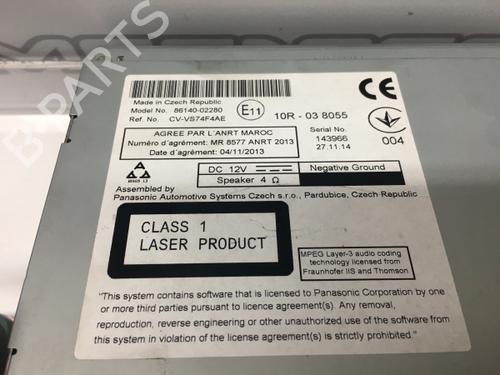 B-PARTS
Made in Czech Republic
Model No. 86140-02280
Ref. No. CV-VS74F4AE
E11
10R - 03 8055
CE
Serial No.
143966
27.11.14
004
AGREE PAR L'ANRT MAROC
Numéro d'agrément: MR 8577 ANRT 2013
Date d'agrément: 04/11/2013
DC 12V
Negative Ground
Speaker 4 Ω
Assembled by
Panasonic Automotive Systems Czech s.r.o., Pardubice, Czech Republic
CLASS 1
LASER PRODUCT
MPEG Layer-3 audio coding
technology licensed from
Fraunhofer IIS and Thomson
"This system contains software that is licensed to Panasonic Corporation by one
or more third parties pursuant to licence agreement(s). Any removal,
reproduction, reverse engineering or other unauthorized use of the software from
this system in violation of the license agreement(s) is strictly prohibited."